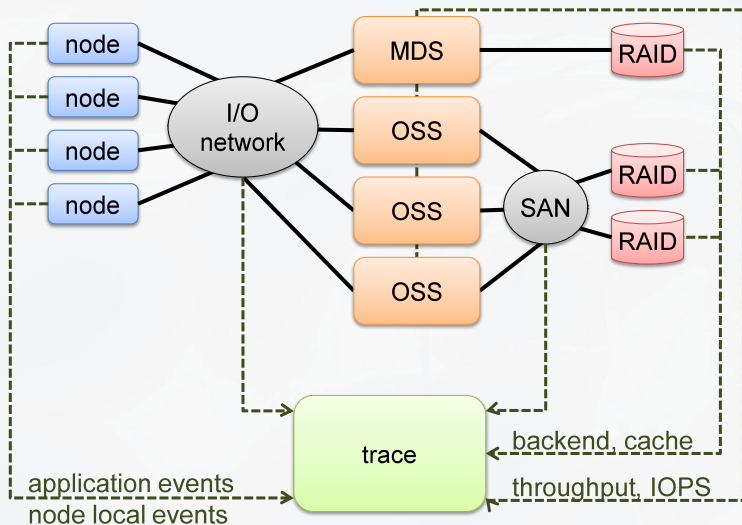 node
MDS
RAID
node
I/O
network
OSS
node
RAID
node
OSS
SAN
RAID
OSS
trace
backend, cache
application events
throughput, IOPS
node local events